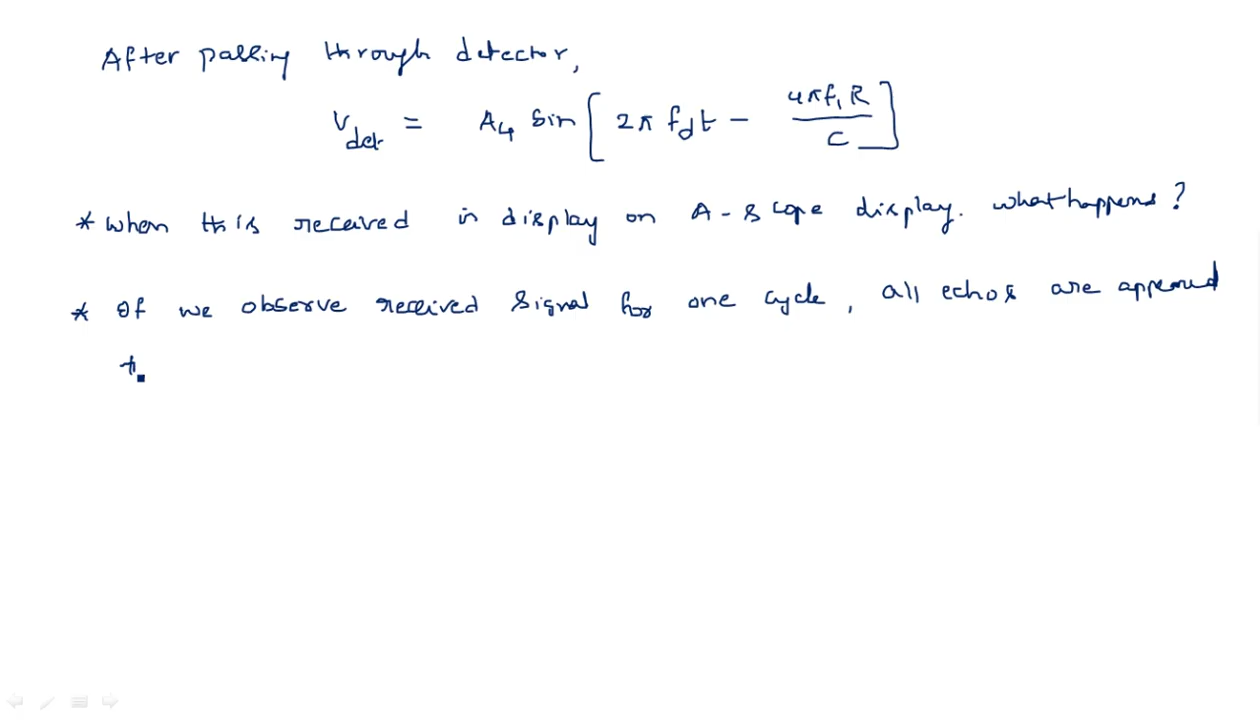 After passing through detector,
V_det = A_4 sin [ 2π f_d t − 4πf_1 R / C ]
* when this is received in display on A-scope display. what happens?
* If we observe received signal for one cycle, all echos are appeared